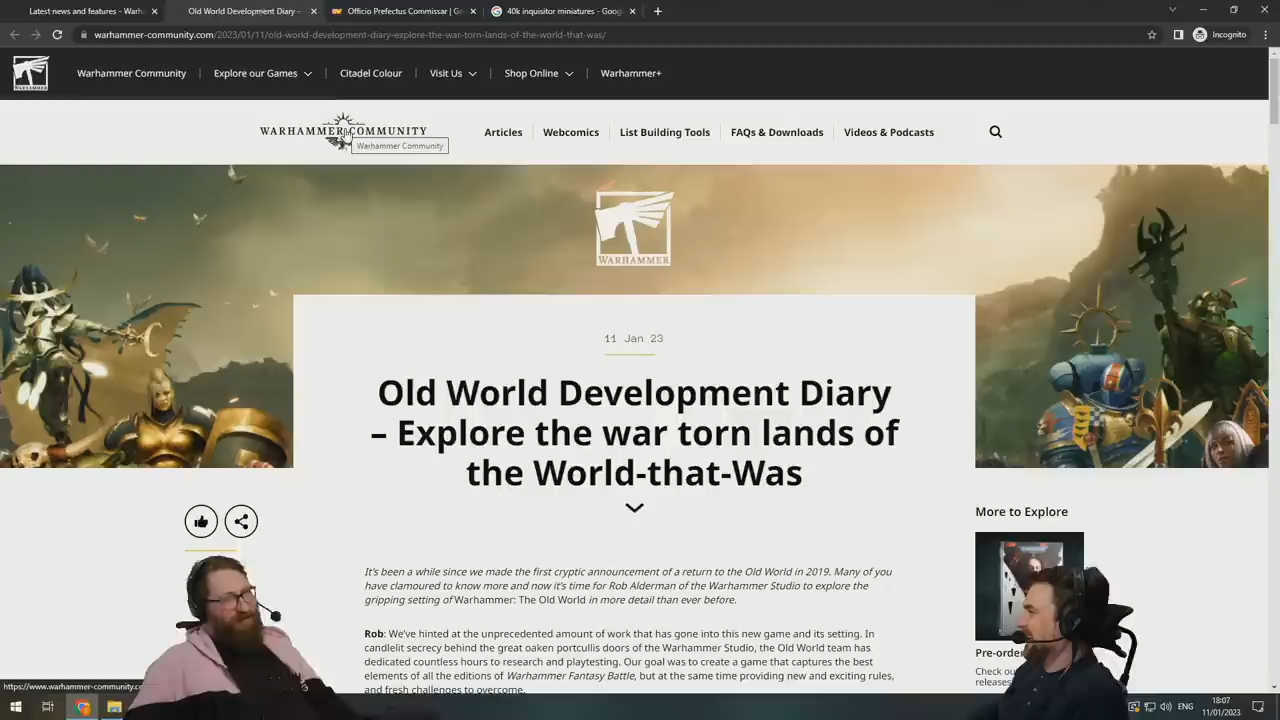 Latest news and features - Wa
Old World Development Diary -
Officio Prefectus Commissar | Ga
40k inquisitor miniatures - Goog
warhammer-community.com/2023/01/11/old-world-development-diary-explore-the-war-torn-lands-of-the-world-that-was/
Incognito
Warhammer Community
Explore our Games
Citadel Colour
Visit Us
Shop Online
Warhammer+
WARHAMMER COMMUNITY
Warhammer Community
Articles
Webcomics
List Building Tools
FAQs & Downloads
Videos & Podcasts
WARHAMMER
11 Jan 23
Old World Development Diary
– Explore the war torn lands of
the World-that-Was
More to Explore
It's been a while since we made the first cryptic announcement of a return to the Old World in 2019. Many of you
have clamoured to know more and now it's time for Rob Alderman of the Warhammer Studio to explore the
gripping setting of Warhammer: The Old World in more detail than ever before.
Rob: We've hinted at the unprecedented amount of work that has gone into this new game and its setting. In
candlelit secrecy behind the great oaken portcullis doors of the Warhammer Studio, the Old World team has
dedicated countless hours to research and playtesting. Our goal was to create a game that captures the best
elements of all the editions of Warhammer Fantasy Battle, but at the same time providing new and exciting rules,
and fresh challenges to overcome.
Pre-order
Check ou
releases
https://www.warhammer-community.c
ENG
18:07
11/01/2023